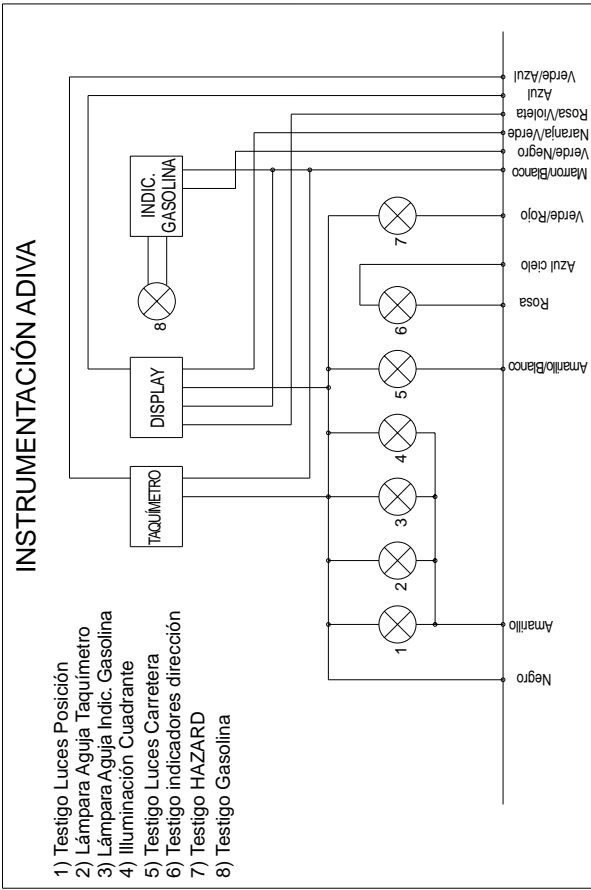 INSTRUMENTACIÓN ADIVA
1) Testigo Luces Posición
2) Lámpara Aguja Taquímetro
3) Lámpara Aguja Indic. Gasolina
4) Illuminación Cuadrante
5) Testigo Luces Carretera
6) Testigo indicadores dirección
7) Testigo HAZARD
8) Testigo Gasolina
TAQUÍMETRO
DISPLAY
INDIC.
GASOLINA
8
1
2
3
4
5
6
7
Negro
Amarillo
Amarillo/Blanco
Rosa
Azul cielo
Verde/Rojo
Marron/Blanco
Verde/Negro
Naranja/Verde
Rosa/Violeta
Azul
Verde/Azul